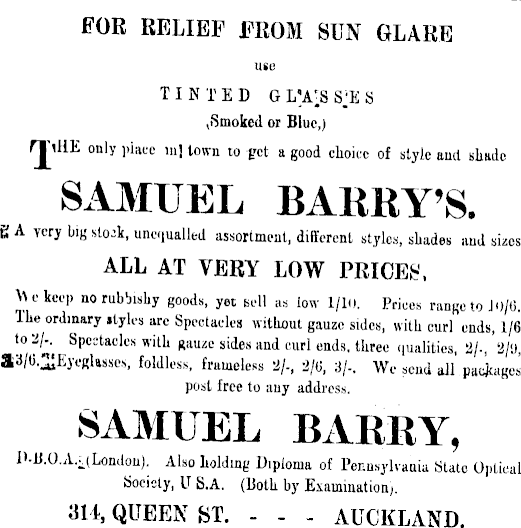 FOR RELIEF FROM SUN GLARE
use
TINTED GLASSES
(Smoked or Blue,)
THE only place in town to get a good choice of style and shade
SAMUEL BARRY'S.
A very big stock, unequalled assortment, different styles, shades and sizes
ALL AT VERY LOW PRICES,
We keep no rubbishy goods, yet sell as low 1/10. Prices range to 10/6.
The ordinary styles are Spectacles without gauze sides, with curl ends, 1/6
to 2/-. Spectacles with gauze sides and curl ends, three qualities, 2/-, 2/9,
3/6. Eyeglasses, foldless, frameless 2/-, 2/6, 3/-. We send all packages
post free to any address.
SAMUEL BARRY,
D.B.O.A., (London). Also holding Diploma of Pennsylvania State Optical
Society, U S.A. (Both by Examination).
314, QUEEN ST. - - - AUCKLAND.